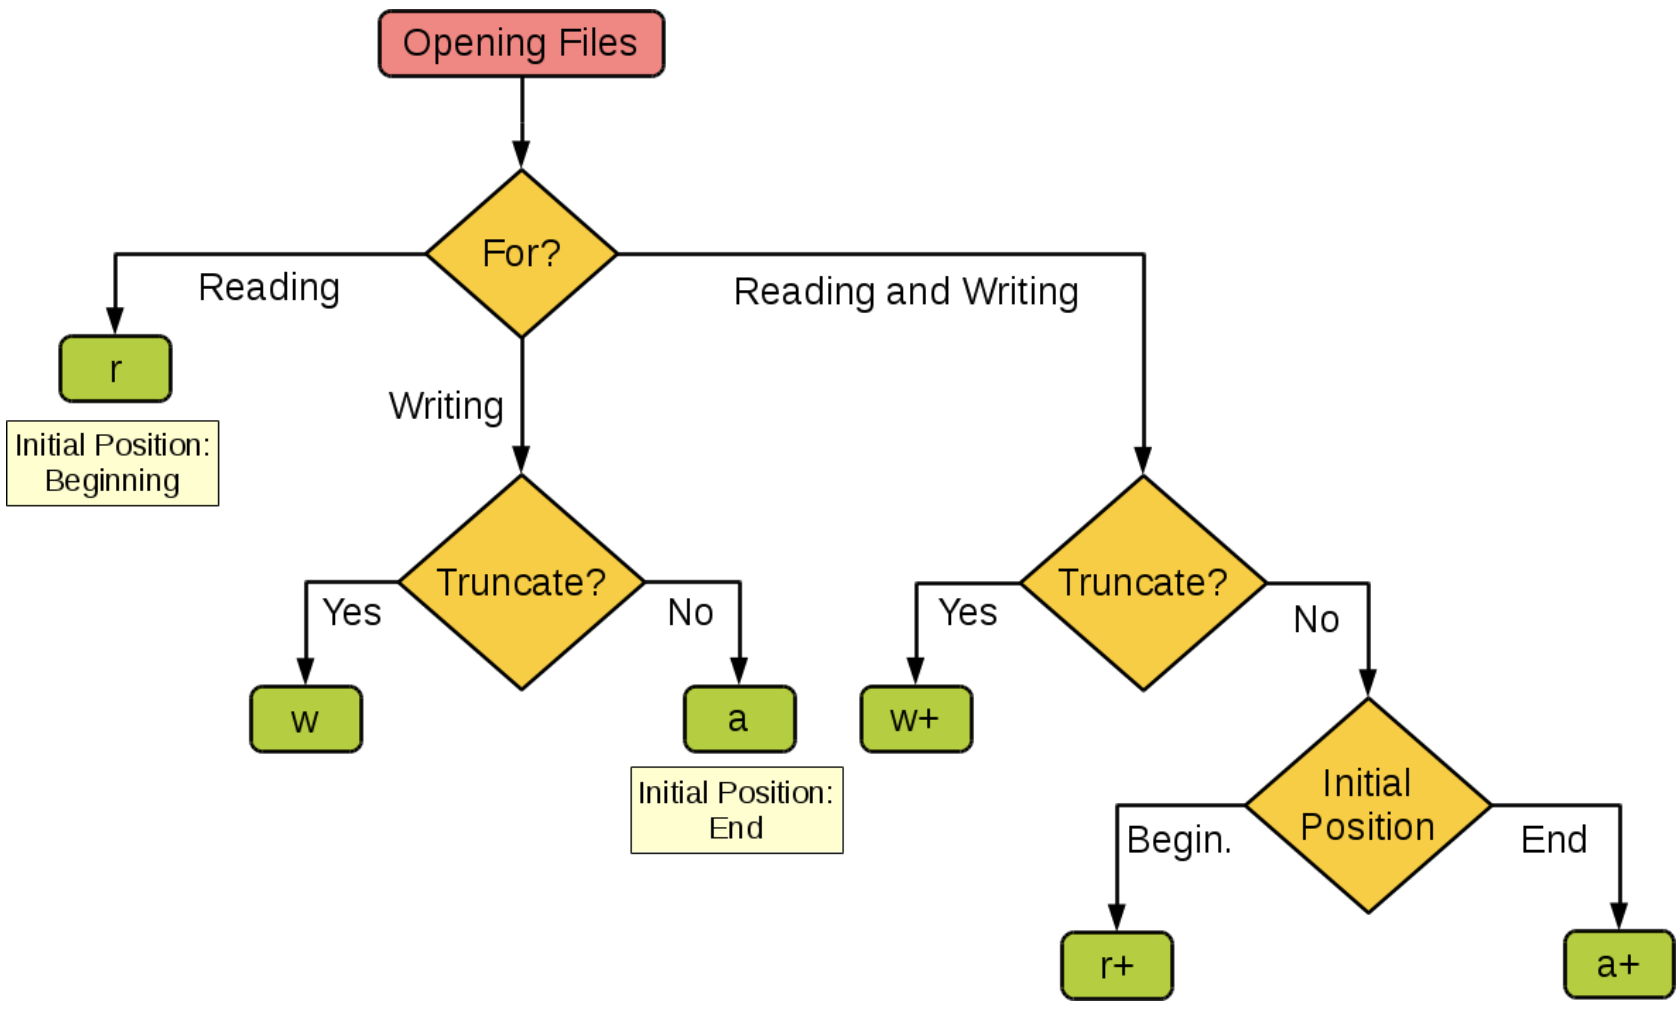 Opening Files
For?
Reading
Reading and Writing
r
Writing
Initial Position:
Beginning
Truncate?
Truncate?
Yes
No
Yes
No
w
a
w+
Initial Position:
End
Initial
Position
Begin.
End
r+
a+